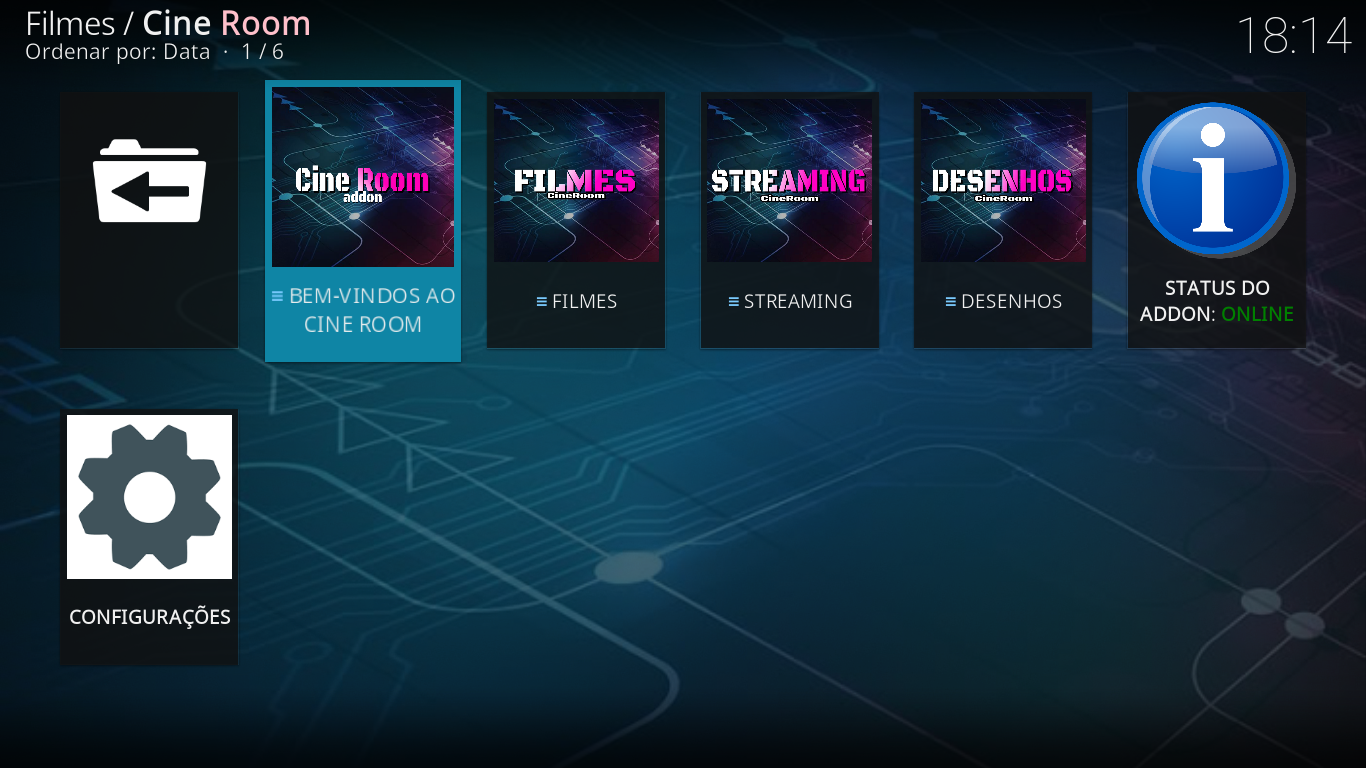 Filmes / Cine Room
Ordenar por: Data · 1 / 6
18:14
Cine Room
addon
BEM-VINDOS AO
CINE ROOM
FILMES
CineRoom
FILMES
STREAMING
CineRoom
STREAMING
DESENHOS
CineRoom
DESENHOS
i
STATUS DO
ADDON: ONLINE
CONFIGURAÇÕES